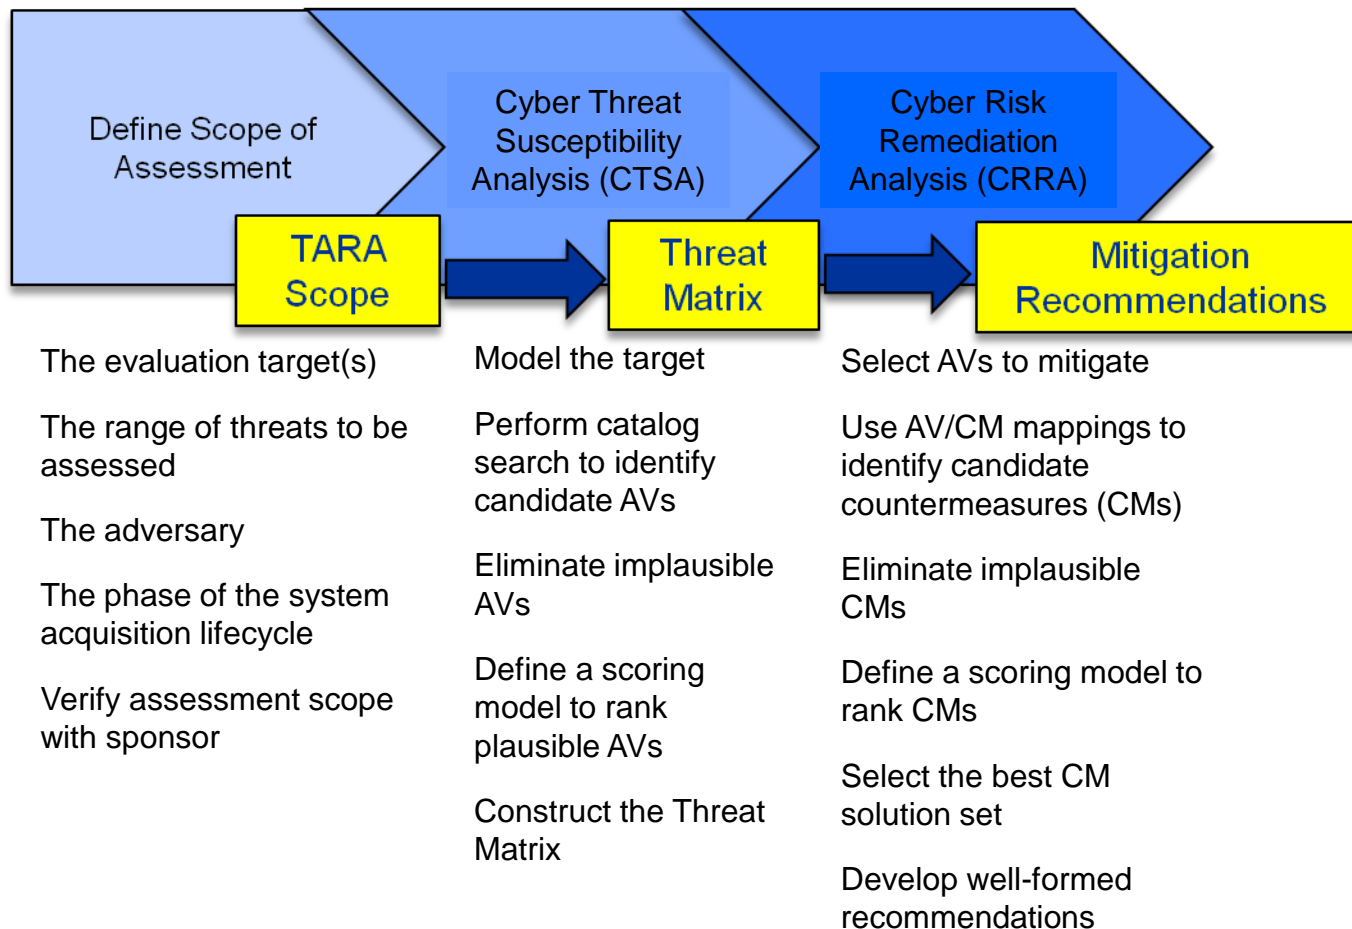 Define Scope of
Assessment
Cyber Threat
Susceptibility
Analysis (CTSA)
Cyber Risk
Remediation
Analysis (CRRA)
TARA
Scope
Threat
Matrix
Mitigation
Recommendations
The evaluation target(s)
The range of threats to be
assessed
The adversary
The phase of the system
acquisition lifecycle
Verify assessment scope
with sponsor
Model the target
Perform catalog
search to identify
candidate AVs
Eliminate implausible
AVs
Define a scoring
model to rank
plausible AVs
Construct the Threat
Matrix
Select AVs to mitigate
Use AV/CM mappings to
identify candidate
countermeasures (CMs)
Eliminate implausible
CMs
Define a scoring model to
rank CMs
Select the best CM
solution set
Develop well-formed
recommendations